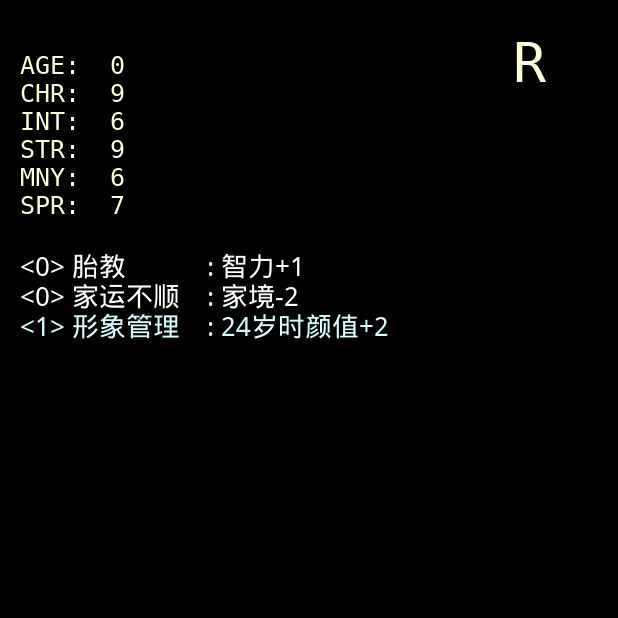 R
AGE: 0
CHR: 9
INT: 6
STR: 9
MNY: 6
SPR: 7
<0> 胎教 : 智力+1
<0> 家运不顺 : 家境-2
<1> 形象管理 : 24岁时颜值+2